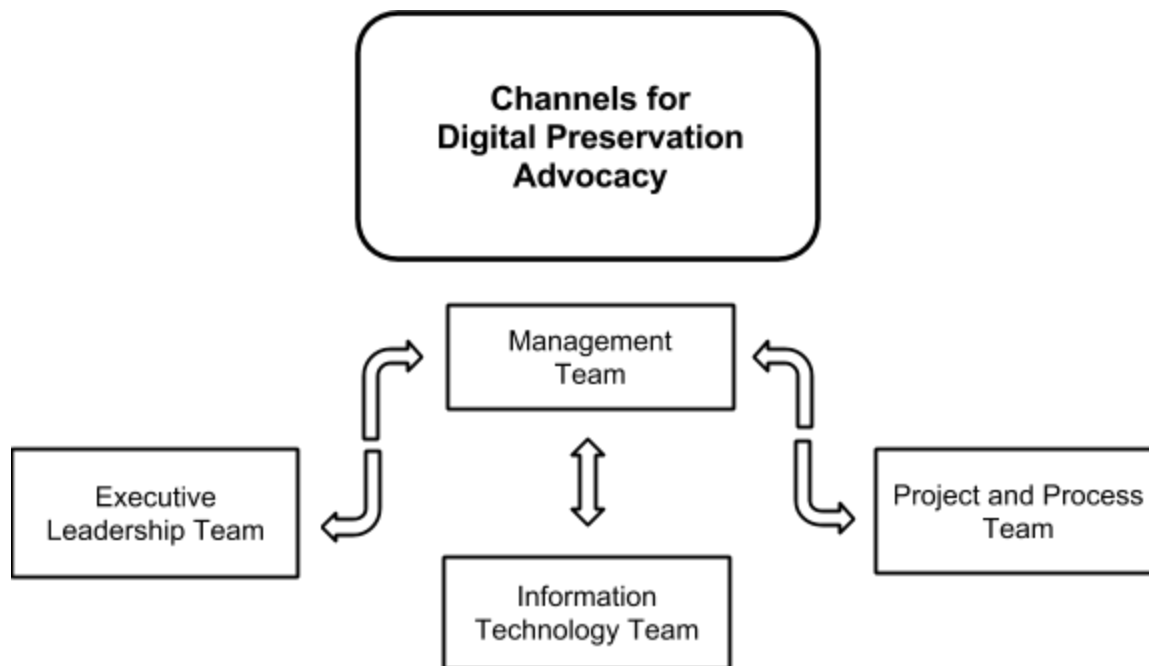 Channels for
Digital Preservation
Advocacy
Management
Team
Executive
Leadership Team
Project and Process
Team
Information
Technology Team